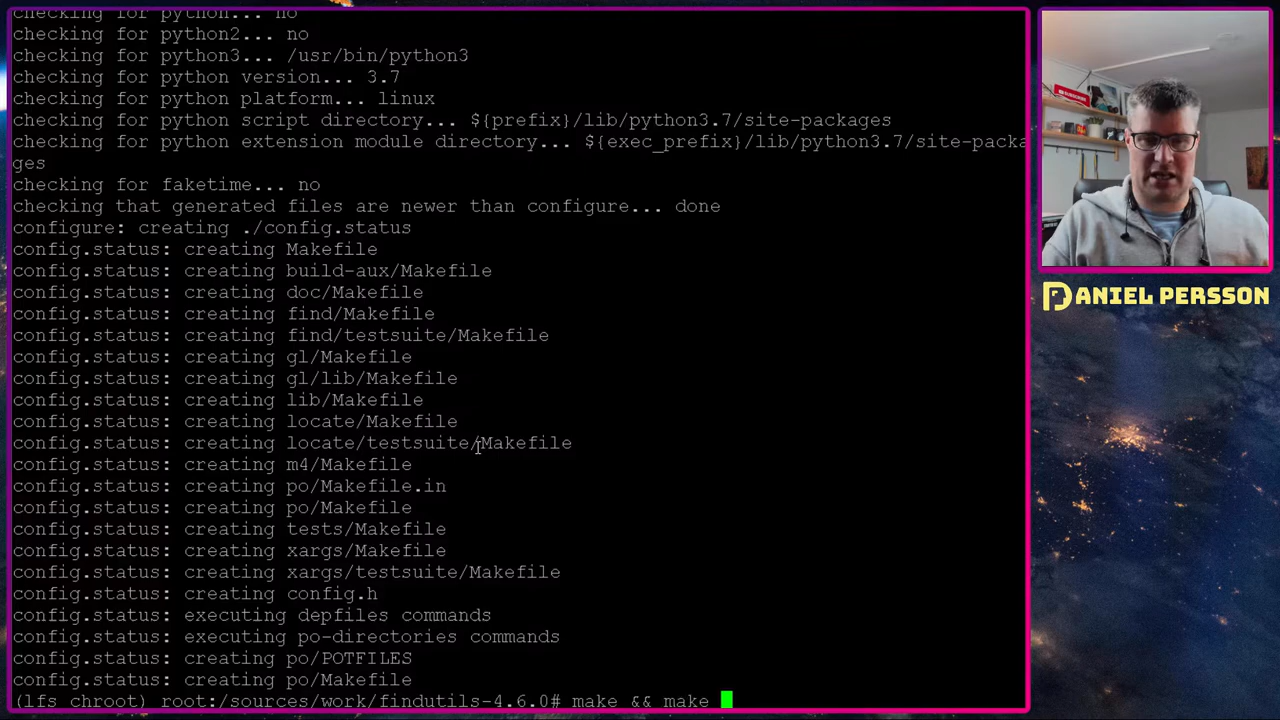 checking for python... no
checking for python2... no
checking for python3... /usr/bin/python3
checking for python version... 3.7
checking for python platform... linux
checking for python script directory... ${prefix}/lib/python3.7/site-packages
checking for python extension module directory... ${exec_prefix}/lib/python3.7/site-packa
ges
checking for faketime... no
checking that generated files are newer than configure... done
configure: creating ./config.status
config.status: creating Makefile
config.status: creating build-aux/Makefile
config.status: creating doc/Makefile
config.status: creating find/Makefile
config.status: creating find/testsuite/Makefile
config.status: creating gl/Makefile
config.status: creating gl/lib/Makefile
config.status: creating lib/Makefile
config.status: creating locate/Makefile
config.status: creating locate/testsuite/Makefile
config.status: creating m4/Makefile
config.status: creating po/Makefile.in
config.status: creating po/Makefile
config.status: creating tests/Makefile
config.status: creating xargs/Makefile
config.status: creating xargs/testsuite/Makefile
config.status: creating config.h
config.status: executing depfiles commands
config.status: executing po-directories commands
config.status: creating po/POTFILES
config.status: creating po/Makefile
(lfs chroot) root:/sources/work/findutils-4.6.0# make && make
DANIEL PERSSON